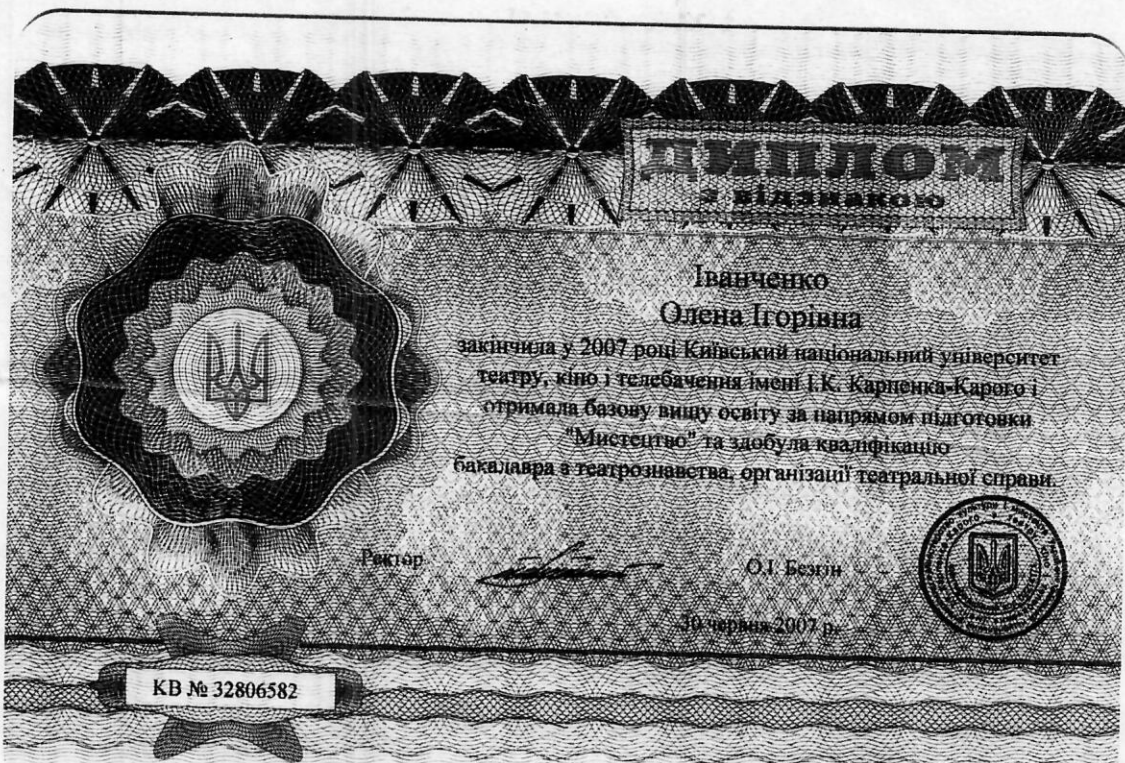 ДИПЛОМ
з відзнакою
Іванченко
Олена Ігорівна
закінчила у 2007 році Київський національний університет
театру, кіно і телебачення імені І.К. Карпенка-Карого і
отримала базову вищу освіту за напрямом підготовки
"Мистецтво" та здобула кваліфікацію
бакалавра з театрознавства, організації театральної справи.
Ректор О.І. Безгін
30 червня 2007 р.
КВ № 32806582